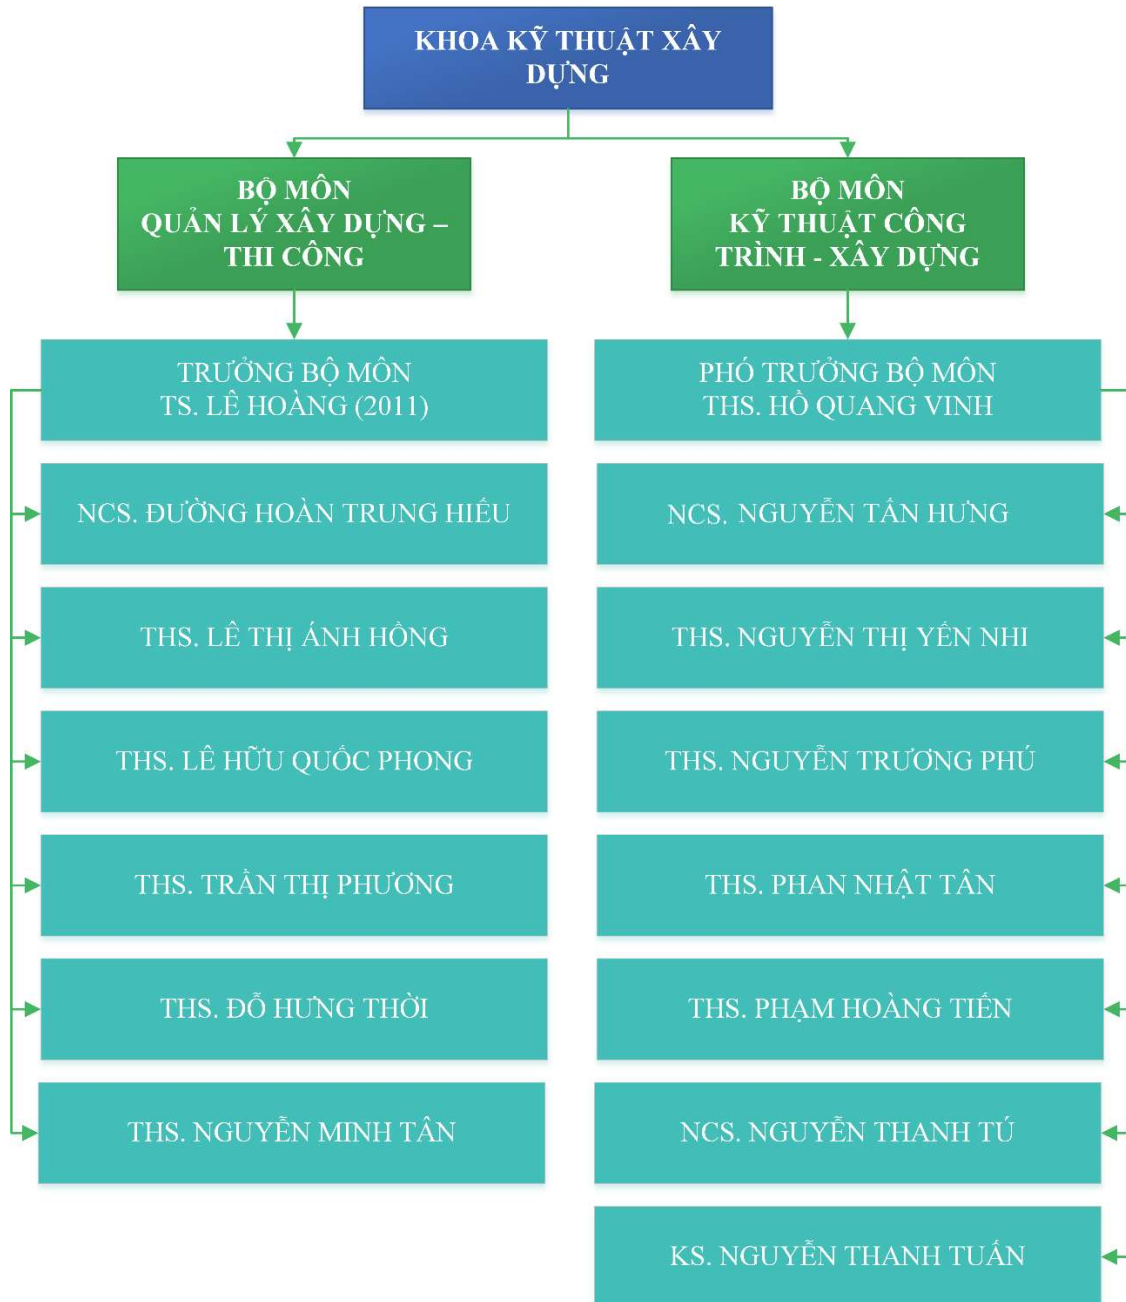 KHOA KỸ THUẬT XÂY
DỰNG
BỘ MÔN
QUẢN LÝ XÂY DỰNG –
THI CÔNG
BỘ MÔN
KỸ THUẬT CÔNG
TRÌNH - XÂY DỰNG
TRƯỞNG BỘ MÔN
TS. LÊ HOÀNG (2011)
NCS. ĐƯỜNG HOÀN TRUNG HIẾU
THS. LÊ THỊ ÁNH HỒNG
THS. LÊ HỮU QUỐC PHONG
THS. TRẦN THỊ PHƯƠNG
THS. ĐỖ HƯNG THỜI
THS. NGUYỄN MINH TÂN
PHÓ TRƯỞNG BỘ MÔN
THS. HỒ QUANG VINH
NCS. NGUYỄN TẤN HƯNG
THS. NGUYỄN THỊ YẾN NHI
THS. NGUYỄN TRƯƠNG PHÚ
THS. PHAN NHẬT TÂN
THS. PHẠM HOÀNG TIẾN
NCS. NGUYỄN THANH TÚ
KS. NGUYỄN THANH TUẤN